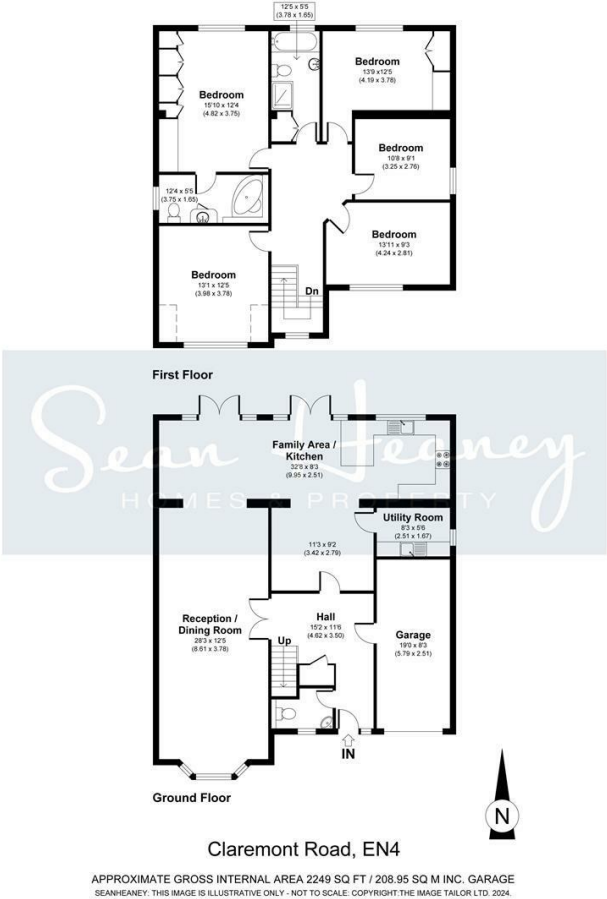 12'5 x 5'5
(3.78 x 1.65)
Bedroom
15'10 x 12'4
(4.82 x 3.75)
Bedroom
13'9 x12'5
(4.19 x 3.78)
Bedroom
10'8 x 9'1
(3.25 x 2.76)
12'4 x 5'5
(3.75 x 1.65)
Bedroom
13'11 x 9'3
(4.24 x 2.81)
Bedroom
13'1 x 12'5
(3.98 x 3.78)
Dn
First Floor
Sean Heaney
HOMES & PROPERTY
Family Area /
Kitchen
32'8 x 8'3
(9.95 x 2.51)
Utility Room
8'3 x 5'6
(2.51 x 1.67)
11'3 x 9'2
(3.42 x 2.79)
Reception /
Dining Room
28'3 x 12'5
(8.61 x 3.78)
Hall
15'2 x 11'6
(4.62 x 3.50)
Up
Garage
19'0 x 8'3
(5.79 x 2.51)
IN
Ground Floor
N
Claremont Road, EN4
APPROXIMATE GROSS INTERNAL AREA 2249 SQ FT / 208.95 SQ M INC. GARAGE
SEANHEANEY: THIS IMAGE IS ILLUSTRATIVE ONLY - NOT TO SCALE: COPYRIGHT:THE IMAGE TAILOR LTD. 2024.